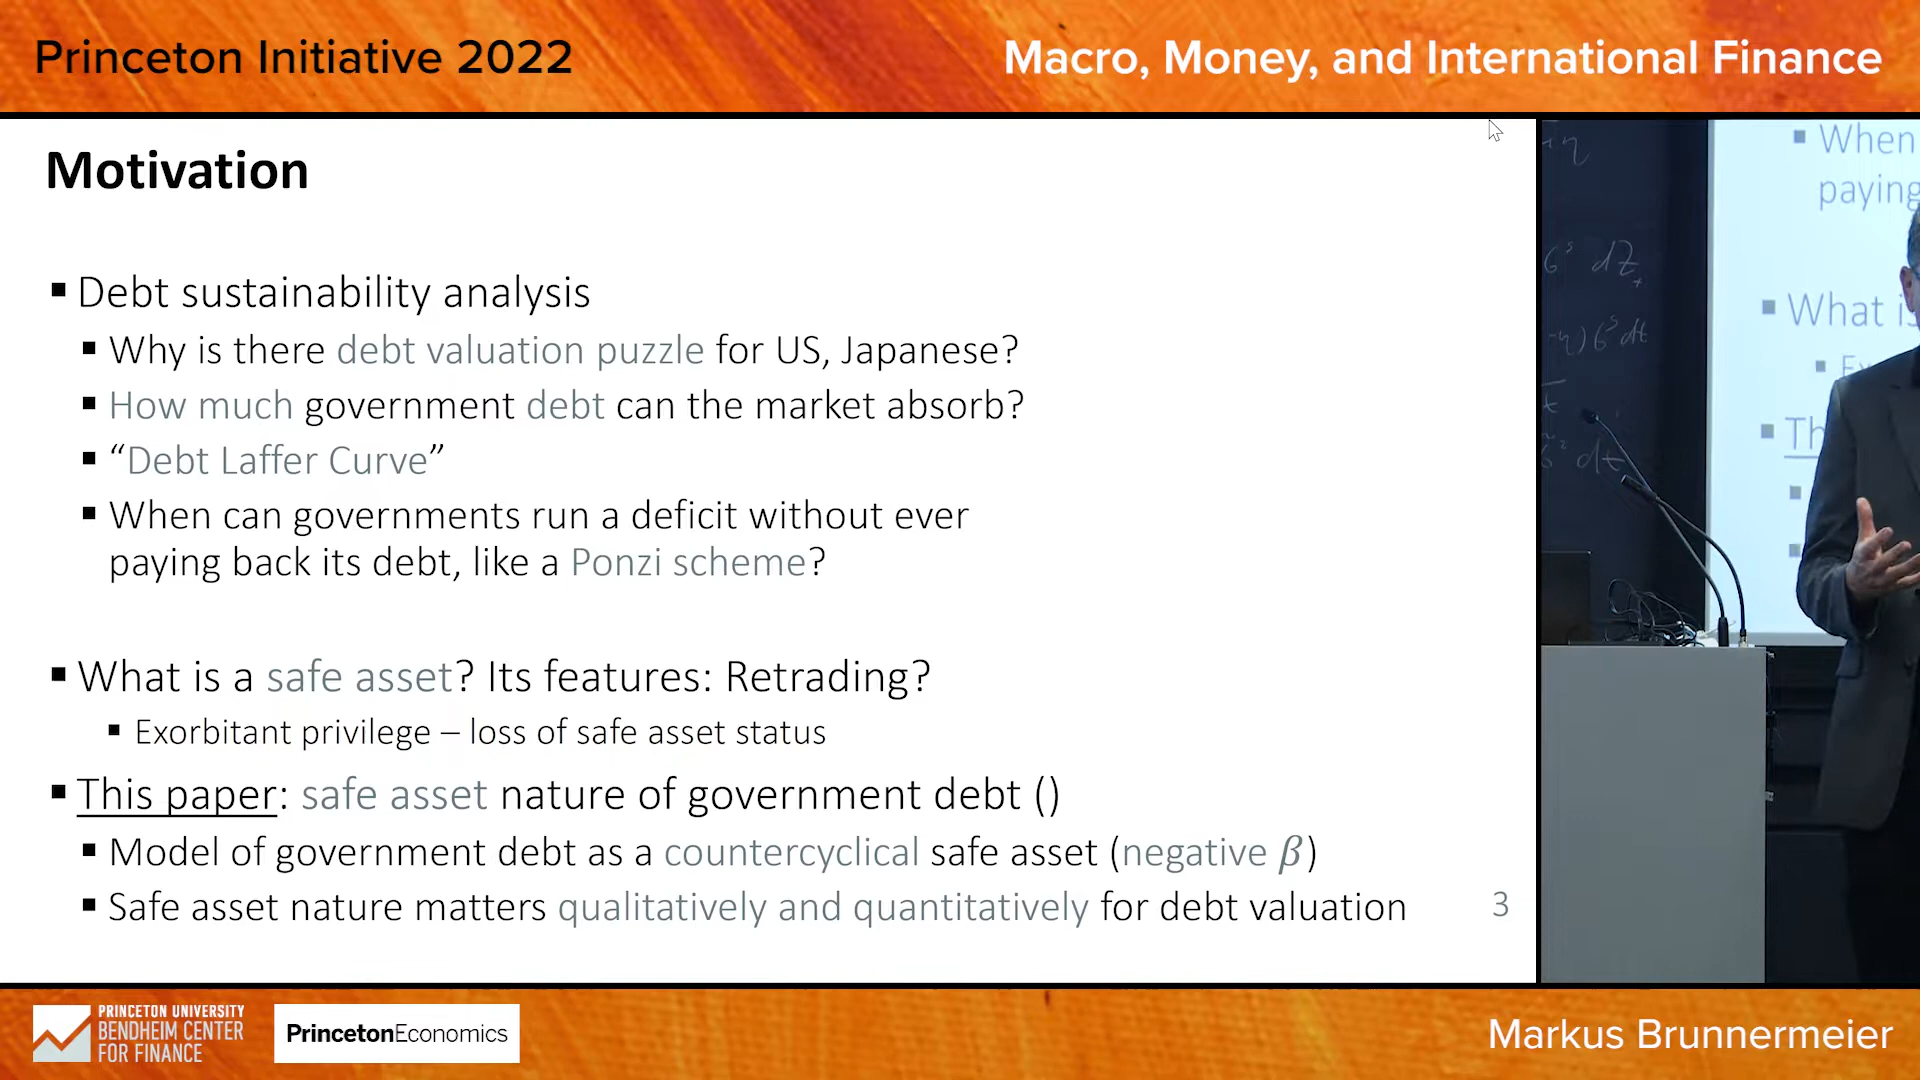 Princeton Initiative 2022
Macro, Money, and International Finance
Motivation
▪ Debt sustainability analysis
▪ Why is there debt valuation puzzle for US, Japanese?
▪ How much government debt can the market absorb?
▪ “Debt Laffer Curve”
▪ When can governments run a deficit without ever
paying back its debt, like a Ponzi scheme?
▪ What is a safe asset? Its features: Retrading?
▪ Exorbitant privilege – loss of safe asset status
▪ This paper: safe asset nature of government debt ()
▪ Model of government debt as a countercyclical safe asset (negative β)
▪ Safe asset nature matters qualitatively and quantitatively for debt valuation
3
▪ When
paying
▪ What is
▪ Ex
▪ Th
PRINCETON UNIVERSITY
BENDHEIM CENTER
FOR FINANCE
PrincetonEconomics
Markus Brunnermeier